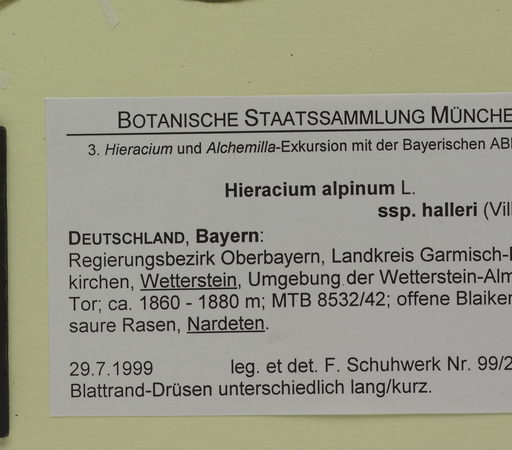 BOTANISCHE STAATSSAMMLUNG MÜNCHE
3. Hieracium und Alchemilla-Exkursion mit der Bayerischen AB
Hieracium alpinum L.
ssp. halleri (Vill
DEUTSCHLAND, Bayern:
Regierungsbezirk Oberbayern, Landkreis Garmisch-
kirchen, Wetterstein, Umgebung der Wetterstein-Alm
Tor; ca. 1860 - 1880 m; MTB 8532/42; offene Blaiken
saure Rasen, Nardeten.
29.7.1999 leg. et det. F. Schuhwerk Nr. 99/2
Blattrand-Drüsen unterschiedlich lang/kurz.